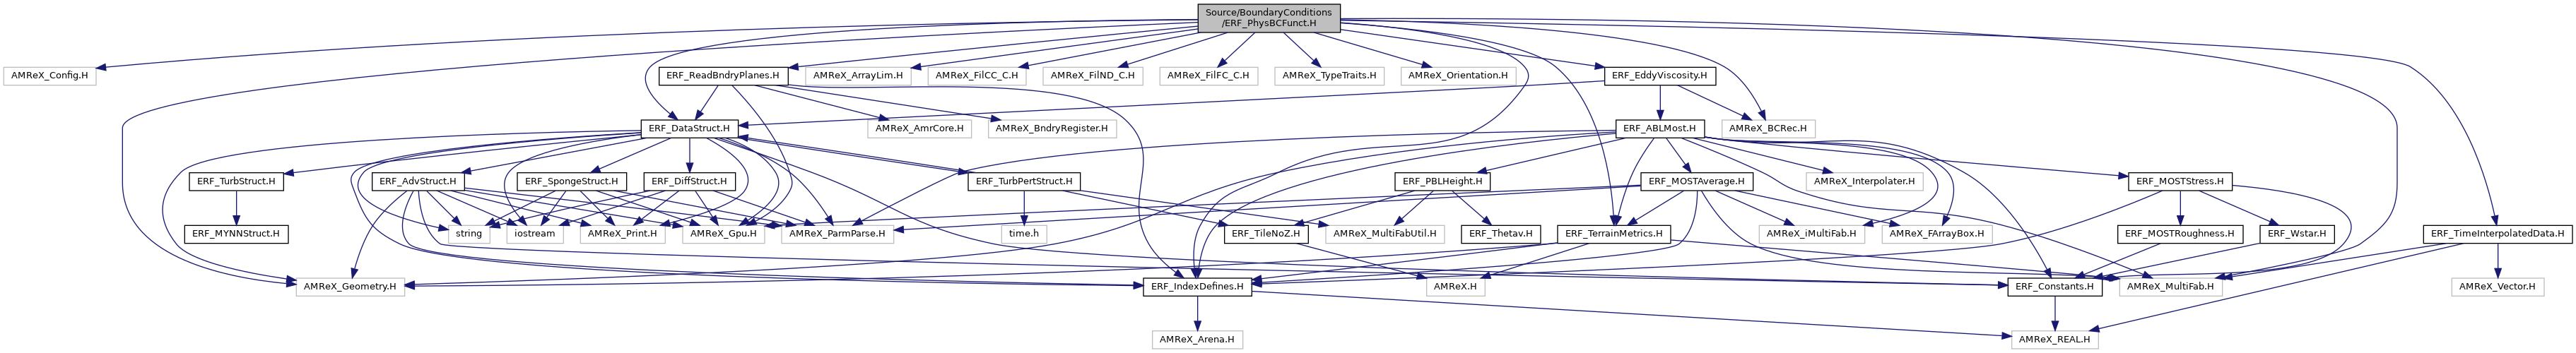 Source/BoundaryConditions
/ERF_PhysBCFunct.H
AMReX_Config.H
ERF_ReadBndryPlanes.H
AMReX_ArrayLim.H
AMReX_FilCC_C.H
AMReX_FilND_C.H
AMReX_FilFC_C.H
AMReX_TypeTraits.H
AMReX_Orientation.H
ERF_EddyViscosity.H
ERF_DataStruct.H
AMReX_AmrCore.H
AMReX_BndryRegister.H
ERF_ABLMost.H
AMReX_BCRec.H
ERF_TurbStruct.H
ERF_AdvStruct.H
ERF_SpongeStruct.H
ERF_DiffStruct.H
ERF_TurbPertStruct.H
ERF_PBLHeight.H
ERF_MOSTAverage.H
AMReX_Interpolater.H
ERF_MOSTStress.H
ERF_MYNNStruct.H
string
iostream
AMReX_Print.H
AMReX_Gpu.H
AMReX_ParmParse.H
time.h
ERF_TileNoZ.H
AMReX_MultiFabUtil.H
ERF_Thetav.H
ERF_TerrainMetrics.H
AMReX_iMultiFab.H
AMReX_FArrayBox.H
ERF_MOSTRoughness.H
ERF_Wstar.H
ERF_TimeInterpolatedData.H
AMReX_Geometry.H
ERF_IndexDefines.H
AMReX.H
ERF_Constants.H
AMReX_MultiFab.H
AMReX_Vector.H
AMReX_Arena.H
AMReX_REAL.H